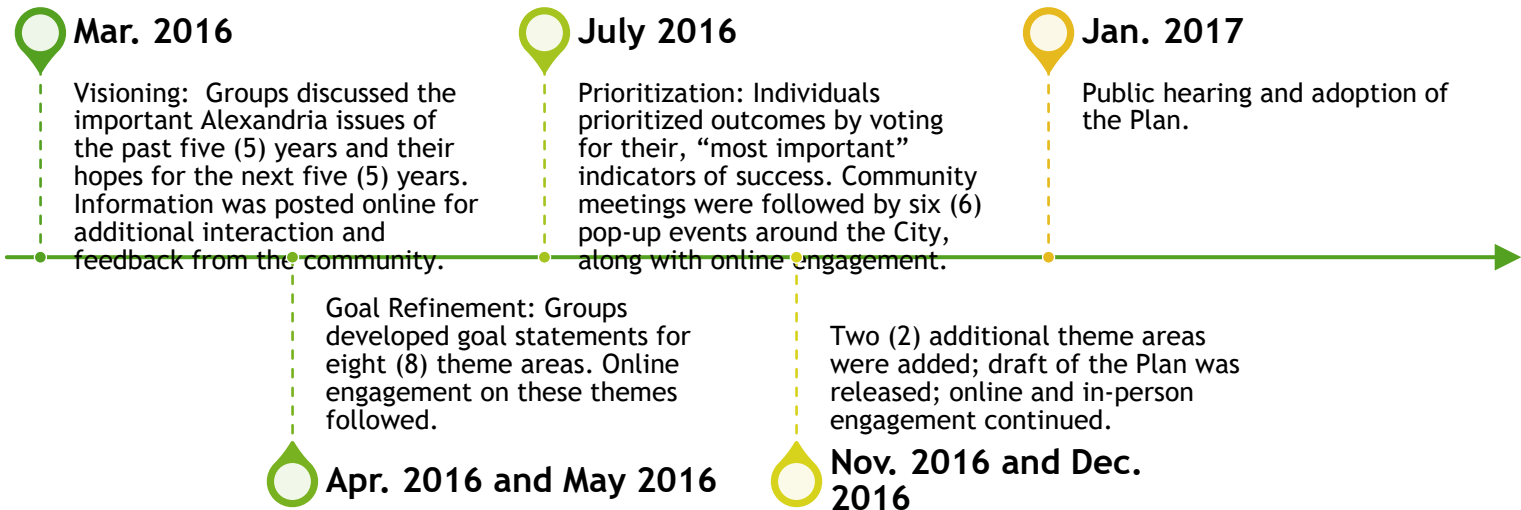 Mar. 2016
Visioning:  Groups discussed the
important Alexandria issues of
the past five (5) years and their
hopes for the next five (5) years.
Information was posted online for
additional interaction and
feedback from the community.
Goal Refinement: Groups
developed goal statements for
eight (8) theme areas. Online
engagement on these themes
followed.
Apr. 2016 and May 2016
July 2016
Prioritization: Individuals
prioritized outcomes by voting
for their, “most important”
indicators of success. Community
meetings were followed by six (6)
pop-up events around the City,
along with online engagement.
Two (2) additional theme areas
were added; draft of the Plan was
released; online and in-person
engagement continued.
Nov. 2016 and Dec.
2016
Jan. 2017
Public hearing and adoption of
the Plan.